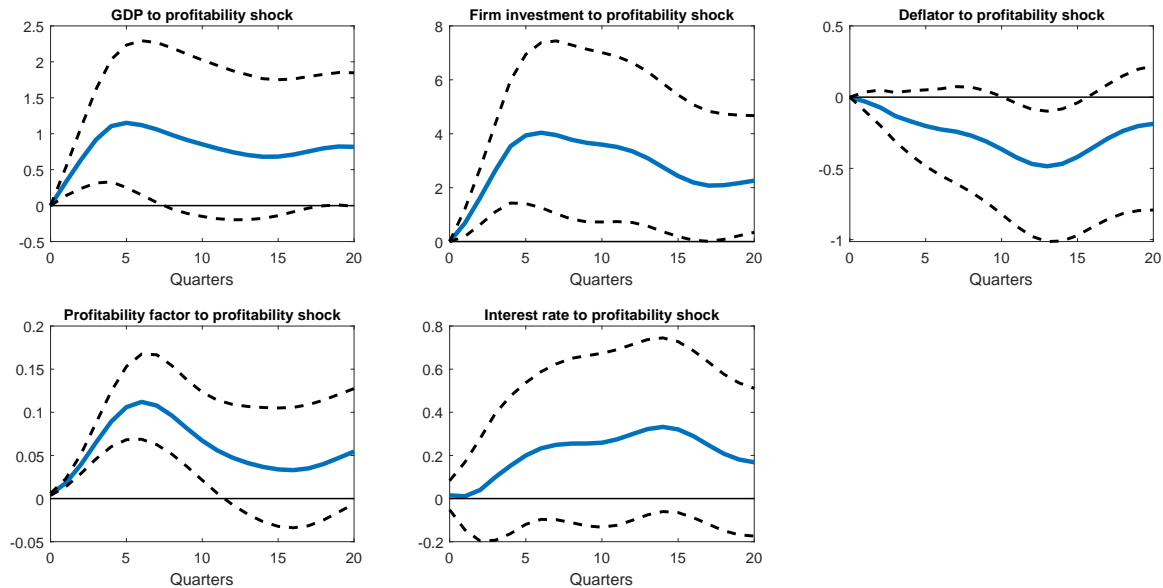 GDP to profitability shock
2.5
2
1.5
1
0.5
0
-0.5
0 5 10 15 20
Quarters
Firm investment to profitability shock
8
6
4
2
0
0 5 10 15 20
Quarters
Deflator to profitability shock
0.5
0
-0.5
-1
0 5 10 15 20
Quarters
Profitability factor to profitability shock
0.2
0.15
0.1
0.05
0
-0.05
0 5 10 15 20
Quarters
Interest rate to profitability shock
0.8
0.6
0.4
0.2
0
-0.2
0 5 10 15 20
Quarters